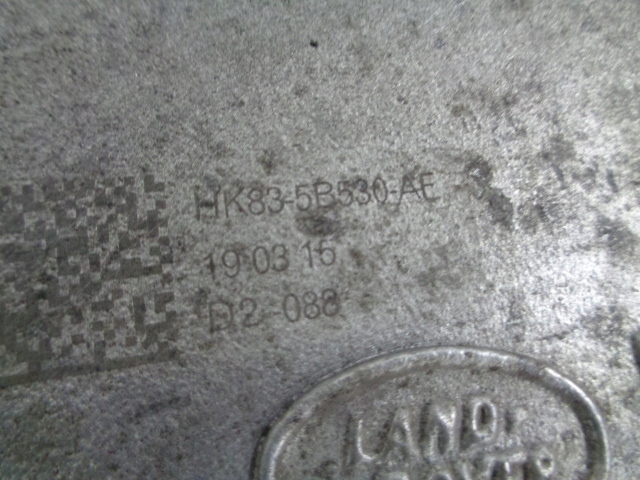 HK83-5B530-AE
19 03 15
D2-088
LAND
ROVER